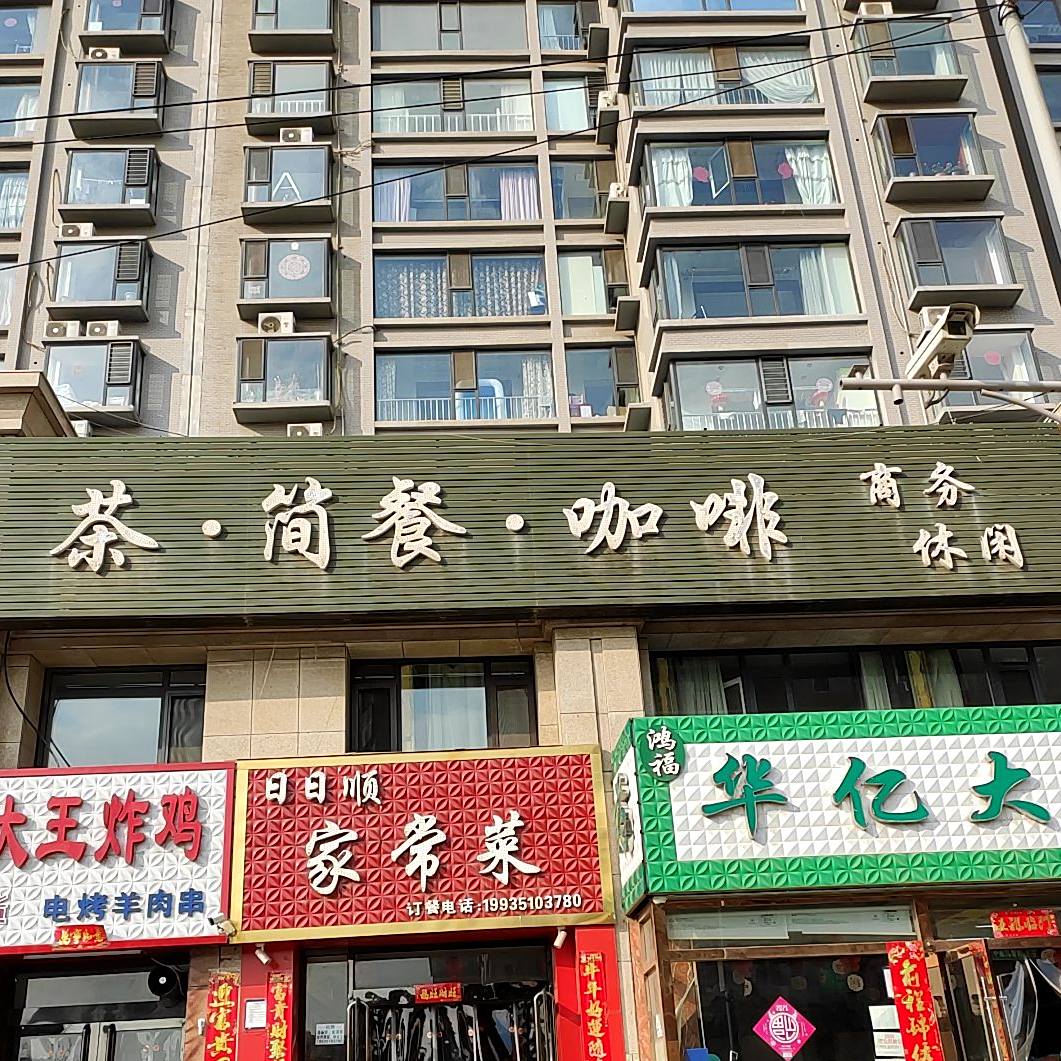 茶·简餐·咖啡
商务
休闲
大王炸鸡
电烤羊肉串
日日顺
家常菜
订餐电话:19935103780
鸿福
华亿大
A